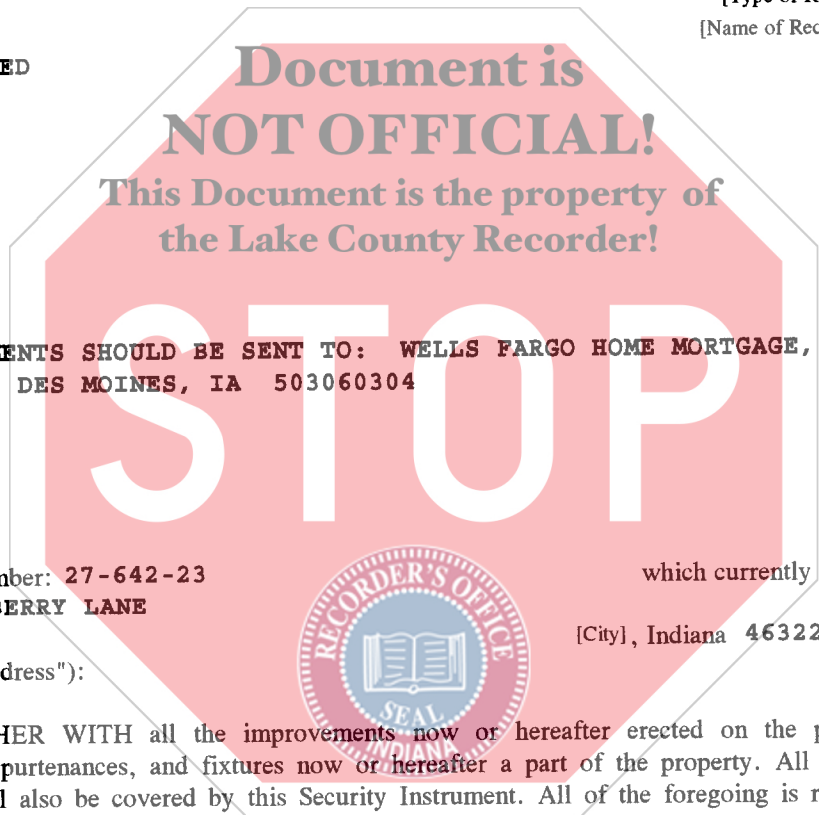 [Name of Rec
ED
Document is
NOT OFFICIAL!
This Document is the property of
the Lake County Recorder!
STOP
ENTS SHOULD BE SENT TO: WELLS FARGO HOME MORTGAGE,
DES MOINES, IA 503060304
mber: 27-642-23
which currently
BERRY LANE
[City], Indiana 46322
dress"):
RECORDER'S OFFICE
SEAL
INDIANA
HER WITH all the improvements now or hereafter erected on the p
purtenances, and fixtures now or hereafter a part of the property. All
l also be covered by this Security Instrument. All of the foregoing is r